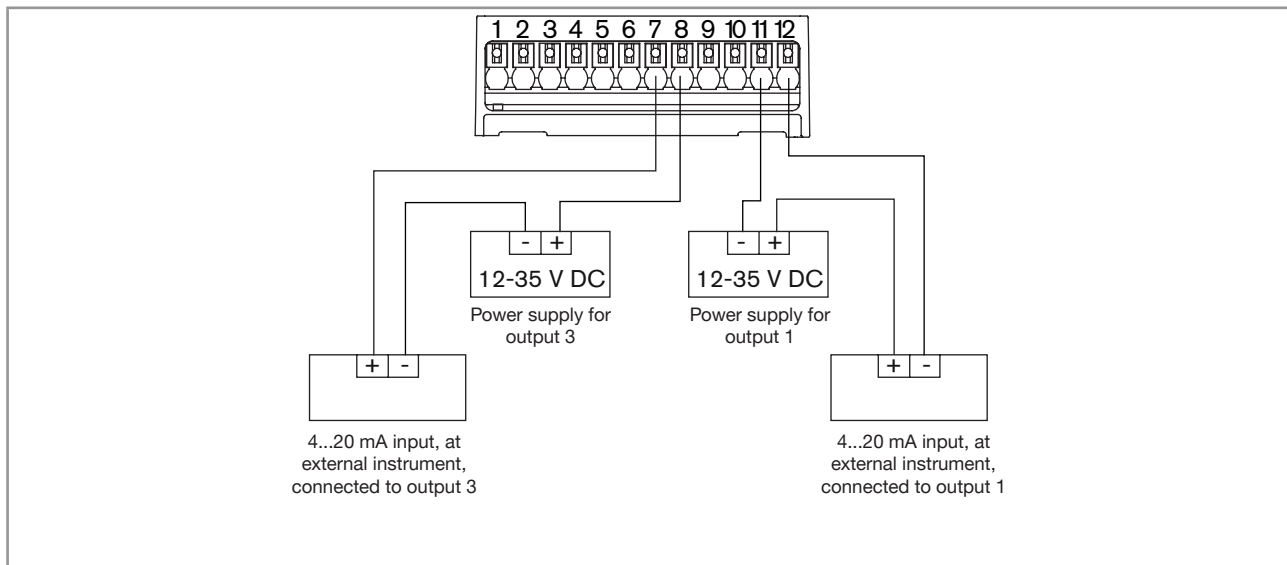 1 2 3 4 5 6 7 8 9 10 11 12
- +
12-35 V DC
Power supply for
output 3
- +
12-35 V DC
Power supply for
output 1
+ -
4...20 mA input, at
external instrument,
connected to output 3
+ -
4...20 mA input, at
external instrument,
connected to output 1